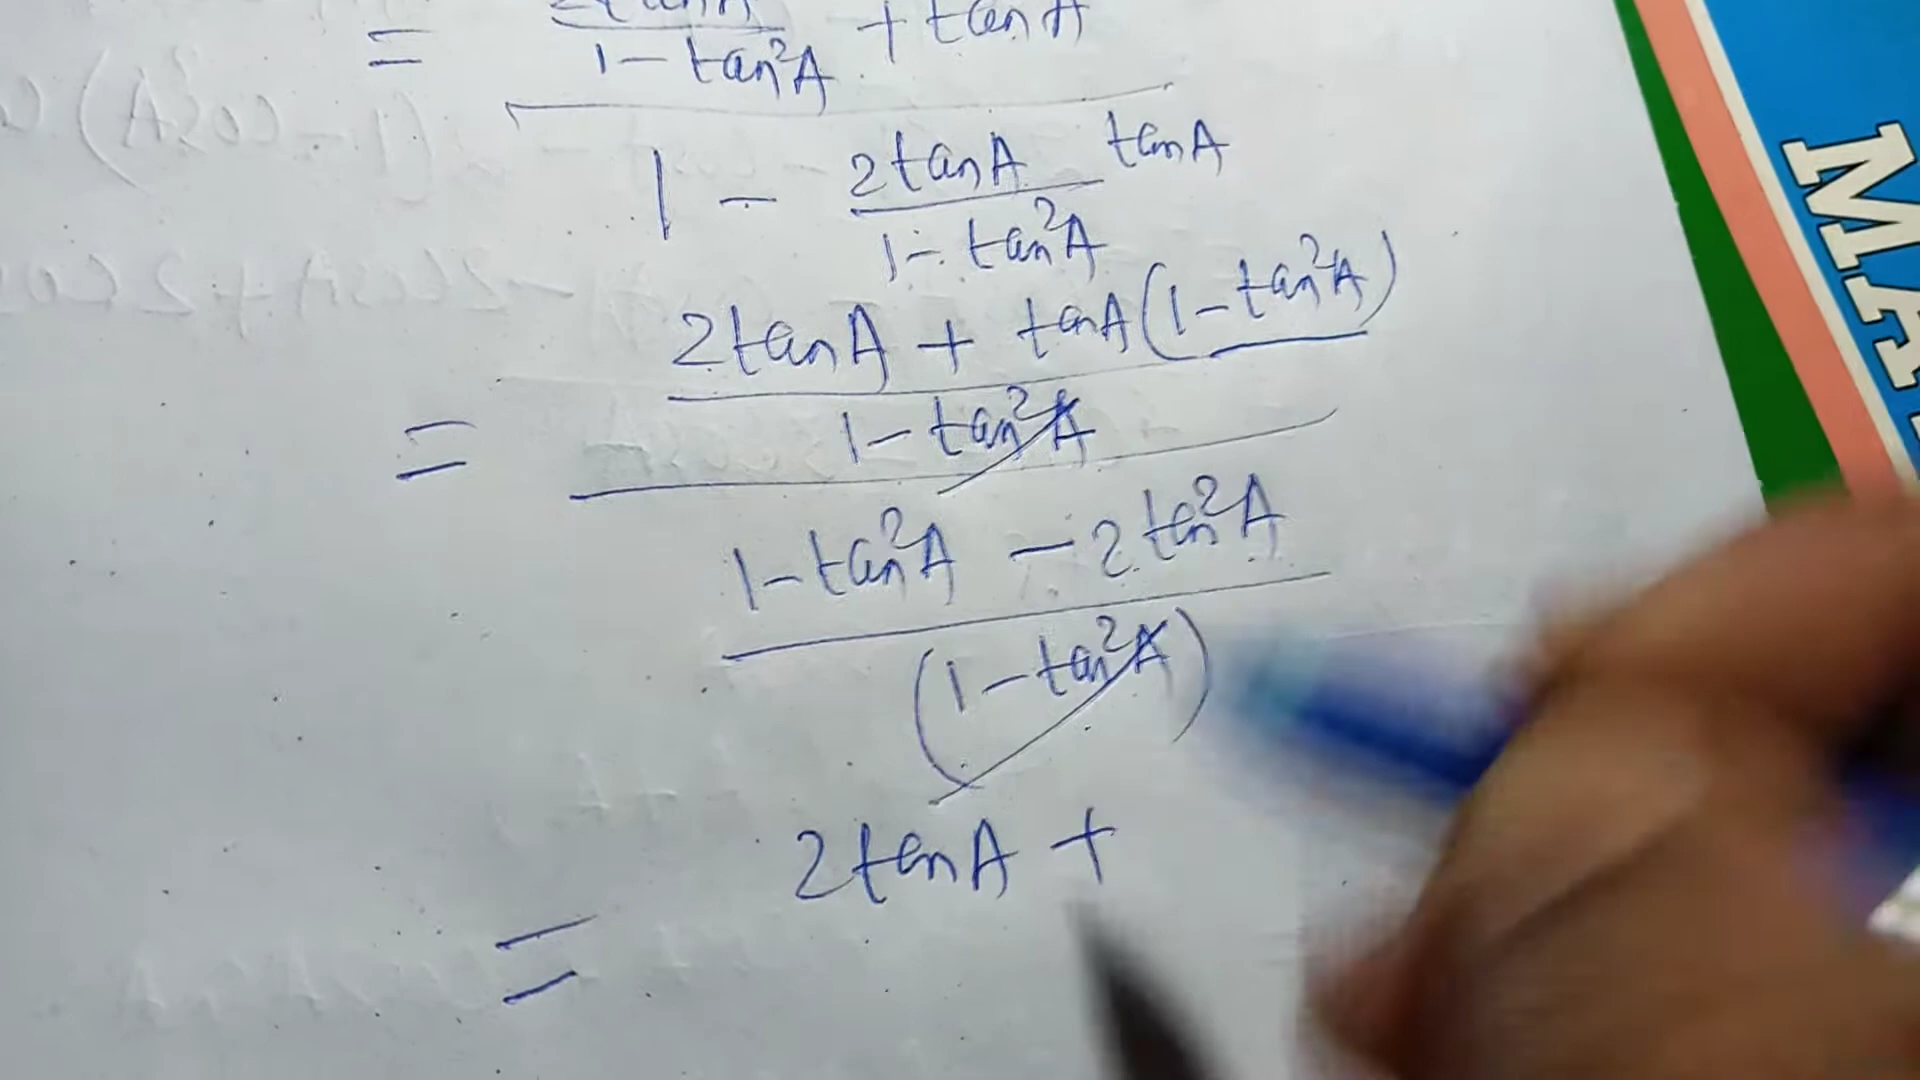 = 2tanA + tanA
1 - tan²A
1 - 2tanA tanA
1 - tan²A
2tanA + tanA(1-tan²A)
=
1 - tan²A
1 - tan²A - 2tan²A
(1 - tan²A)
2tanA +
=
MA